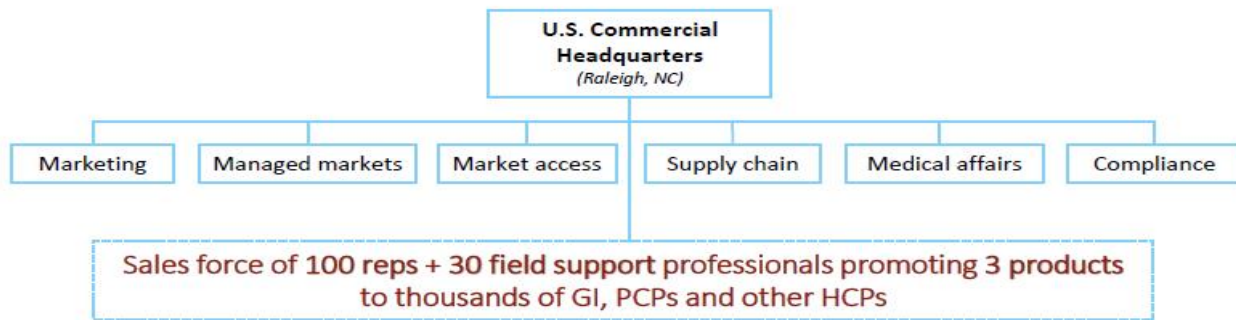 U.S. Commercial
Headquarters
(Raleigh, NC)
Marketing
Managed markets
Market access
Supply chain
Medical affairs
Compliance
Sales force of 100 reps + 30 field support professionals promoting 3 products
to thousands of GI, PCPs and other HCPs